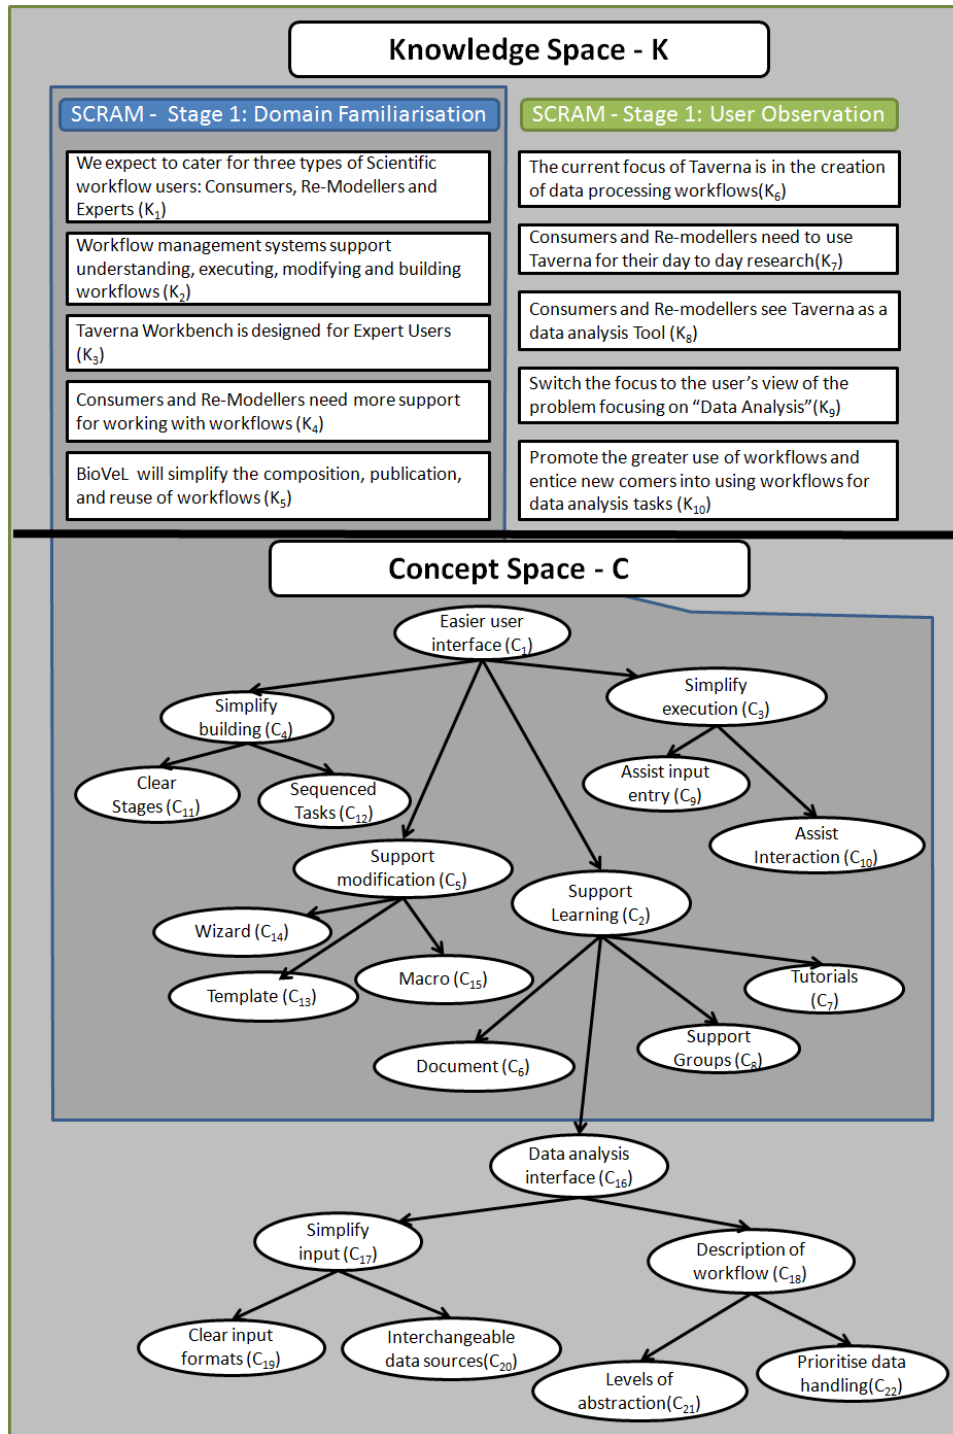 Knowledge Space - K
SCRAM - Stage 1: Domain Familiarisation
We expect to cater for three types of Scientific
workflow users: Consumers, Re-Modellers and
Experts (K₁)
Workflow management systems support
understanding, executing, modifying and building
workflows (K₂)
Taverna Workbench is designed for Expert Users
(K₃)
Consumers and Re-Modellers need more support
for working with workflows (K₄)
BioVeL will simplify the composition, publication,
and reuse of workflows (K₅)
SCRAM - Stage 1: User Observation
The current focus of Taverna is in the creation
of data processing workflows(K₆)
Consumers and Re-modellers need to use
Taverna for their day to day research(K₇)
Consumers and Re-modellers see Taverna as a
data analysis Tool (K₈)
Switch the focus to the user's view of the
problem focusing on “Data Analysis”(K₉)
Promote the greater use of workflows and
entice new comers into using workflows for
data analysis tasks (K₁₀)
Concept Space - C
Easier user
interface (C₁)
Simplify
building (C₄)
Simplify
execution (C₃)
Clear
Stages (C₁₁)
Sequenced
Tasks (C₁₂)
Assist input
entry (C₉)
Assist
Interaction (C₁₀)
Support
modification (C₅)
Support
Learning (C₂)
Wizard (C₁₄)
Template (C₁₃)
Macro (C₁₅)
Tutorials
(C₇)
Support
Groups (C₈)
Document (C₆)
Data analysis
interface (C₁₆)
Simplify
input (C₁₇)
Description of
workflow (C₁₈)
Clear input
formats (C₁₉)
Interchangeable
data sources(C₂₀)
Levels of
abstraction(C₂₁)
Prioritise data
handling(C₂₂)